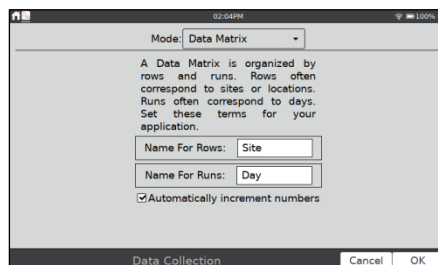 02:04PM 100%
Mode: Data Matrix
A Data Matrix is organized by
rows and runs. Rows often
correspond to sites or locations.
Runs often correspond to days.
Set these terms for your
application.
Name For Rows: Site
Name For Runs: Day
Automatically increment numbers
Data Collection Cancel OK